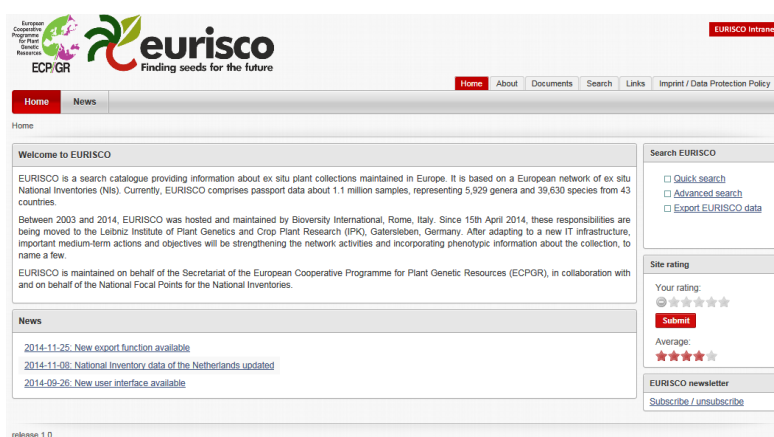 European
Cooperative
Programme
for Plant
Genetic
Resources
ECP/GR
eurisco
Finding seeds for the future
EURISCO Intrane
Home About Documents Search Links Imprint / Data Protection Policy
Home News
Home
Welcome to EURISCO
EURISCO is a search catalogue providing information about ex situ plant collections maintained in Europe. It is based on a European network of ex situ
National Inventories (NIs). Currently, EURISCO comprises passport data about 1.1 million samples, representing 5,929 genera and 39,630 species from 43
countries.
Between 2003 and 2014, EURISCO was hosted and maintained by Bioversity International, Rome, Italy. Since 15th April 2014, these responsibilities are
being moved to the Leibniz Institute of Plant Genetics and Crop Plant Research (IPK), Gatersleben, Germany. After adapting to a new IT infrastructure,
important medium-term actions and objectives will be strengthening the network activities and incorporating phenotypic information about the collection, to
name a few.
EURISCO is maintained on behalf of the Secretariat of the European Cooperative Programme for Plant Genetic Resources (ECPGR), in collaboration with
and on behalf of the National Focal Points for the National Inventories.
News
2014-11-25: New export function available
2014-11-08: National Inventory data of the Netherlands updated
2014-09-26: New user interface available
Search EURISCO
Quick search
Advanced search
Export EURISCO data
Site rating
Your rating:
Submit
Average:
EURISCO newsletter
Subscribe / unsubscribe
release 1.0